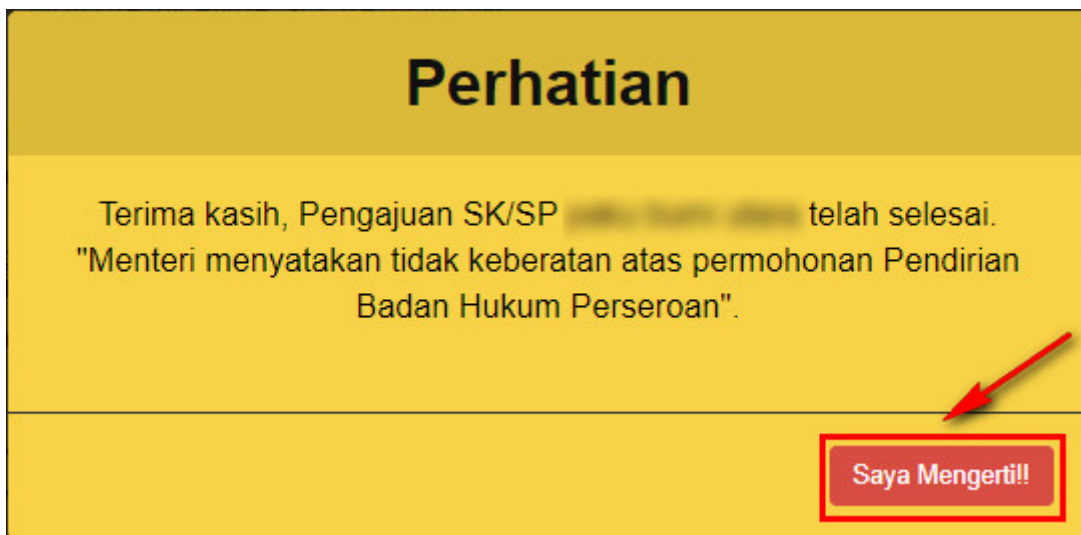 Perhatian
Terima kasih, Pengajuan SK/SP telah selesai.
"Menteri menyatakan tidak keberatan atas permohonan Pendirian
Badan Hukum Perseroan".
Saya Mengerti!!